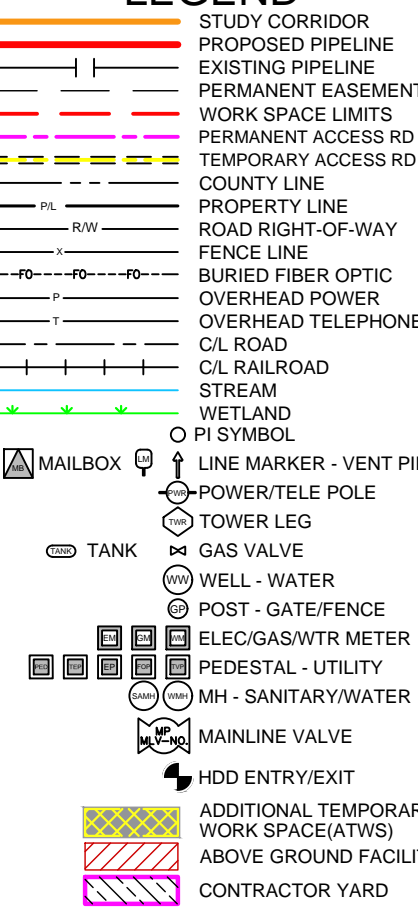 LEGEND
STUDY CORRIDOR
PROPOSED PIPELINE
EXISTING PIPELINE
PERMANENT EASEMENT
WORK SPACE LIMITS
PERMANENT ACCESS RD
TEMPORARY ACCESS RD
COUNTY LINE
P/L PROPERTY LINE
R/W ROAD RIGHT-OF-WAY
X FENCE LINE
FO FO FO BURIED FIBER OPTIC
P OVERHEAD POWER
T OVERHEAD TELEPHONE
C/L ROAD
C/L RAILROAD
STREAM
WETLAND
PI SYMBOL
MB MAILBOX LM LINE MARKER - VENT PI
PWR POWER/TELE POLE
TWR TOWER LEG
TANK TANK GAS VALVE
WW WELL - WATER
GP POST - GATE/FENCE
EM GM WM ELEC/GAS/WTR METER
PED TEP EP FOP TVP PEDESTAL - UTILITY
SAMH WMH MH - SANITARY/WATER
MP
MLV-NO. MAINLINE VALVE
HDD ENTRY/EXIT
ADDITIONAL TEMPORAR
WORK SPACE(ATWS)
ABOVE GROUND FACILIT
CONTRACTOR YARD